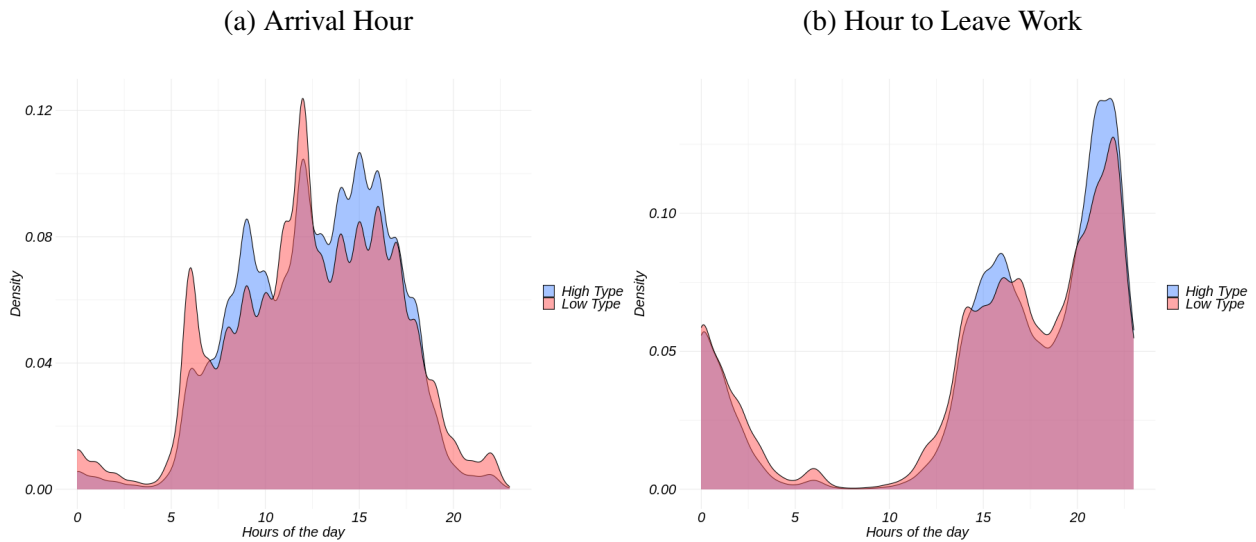 (a) Arrival Hour
0.12
0.08
0.04
0.00
Density
0 5 10 15 20
Hours of the day
High Type
Low Type
(b) Hour to Leave Work
0.10
0.05
0.00
Density
0 5 10 15 20
Hours of the day
High Type
Low Type